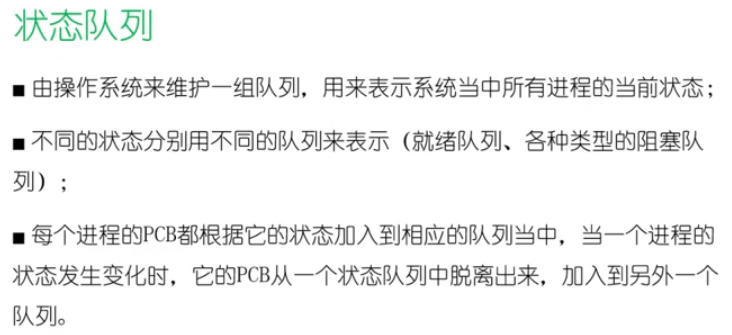 状态队列
■ 由操作系统来维护一组队列，用来表示系统当中所有进程的当前状态；
■ 不同的状态分别用不同的队列来表示（就绪队列、各种类型的阻塞队
列）；
■ 每个进程的PCB都根据它的状态加入到相应的队列当中，当一个进程的
状态发生变化时，它的PCB从一个状态队列中脱离出来，加入到另外一个
队列。